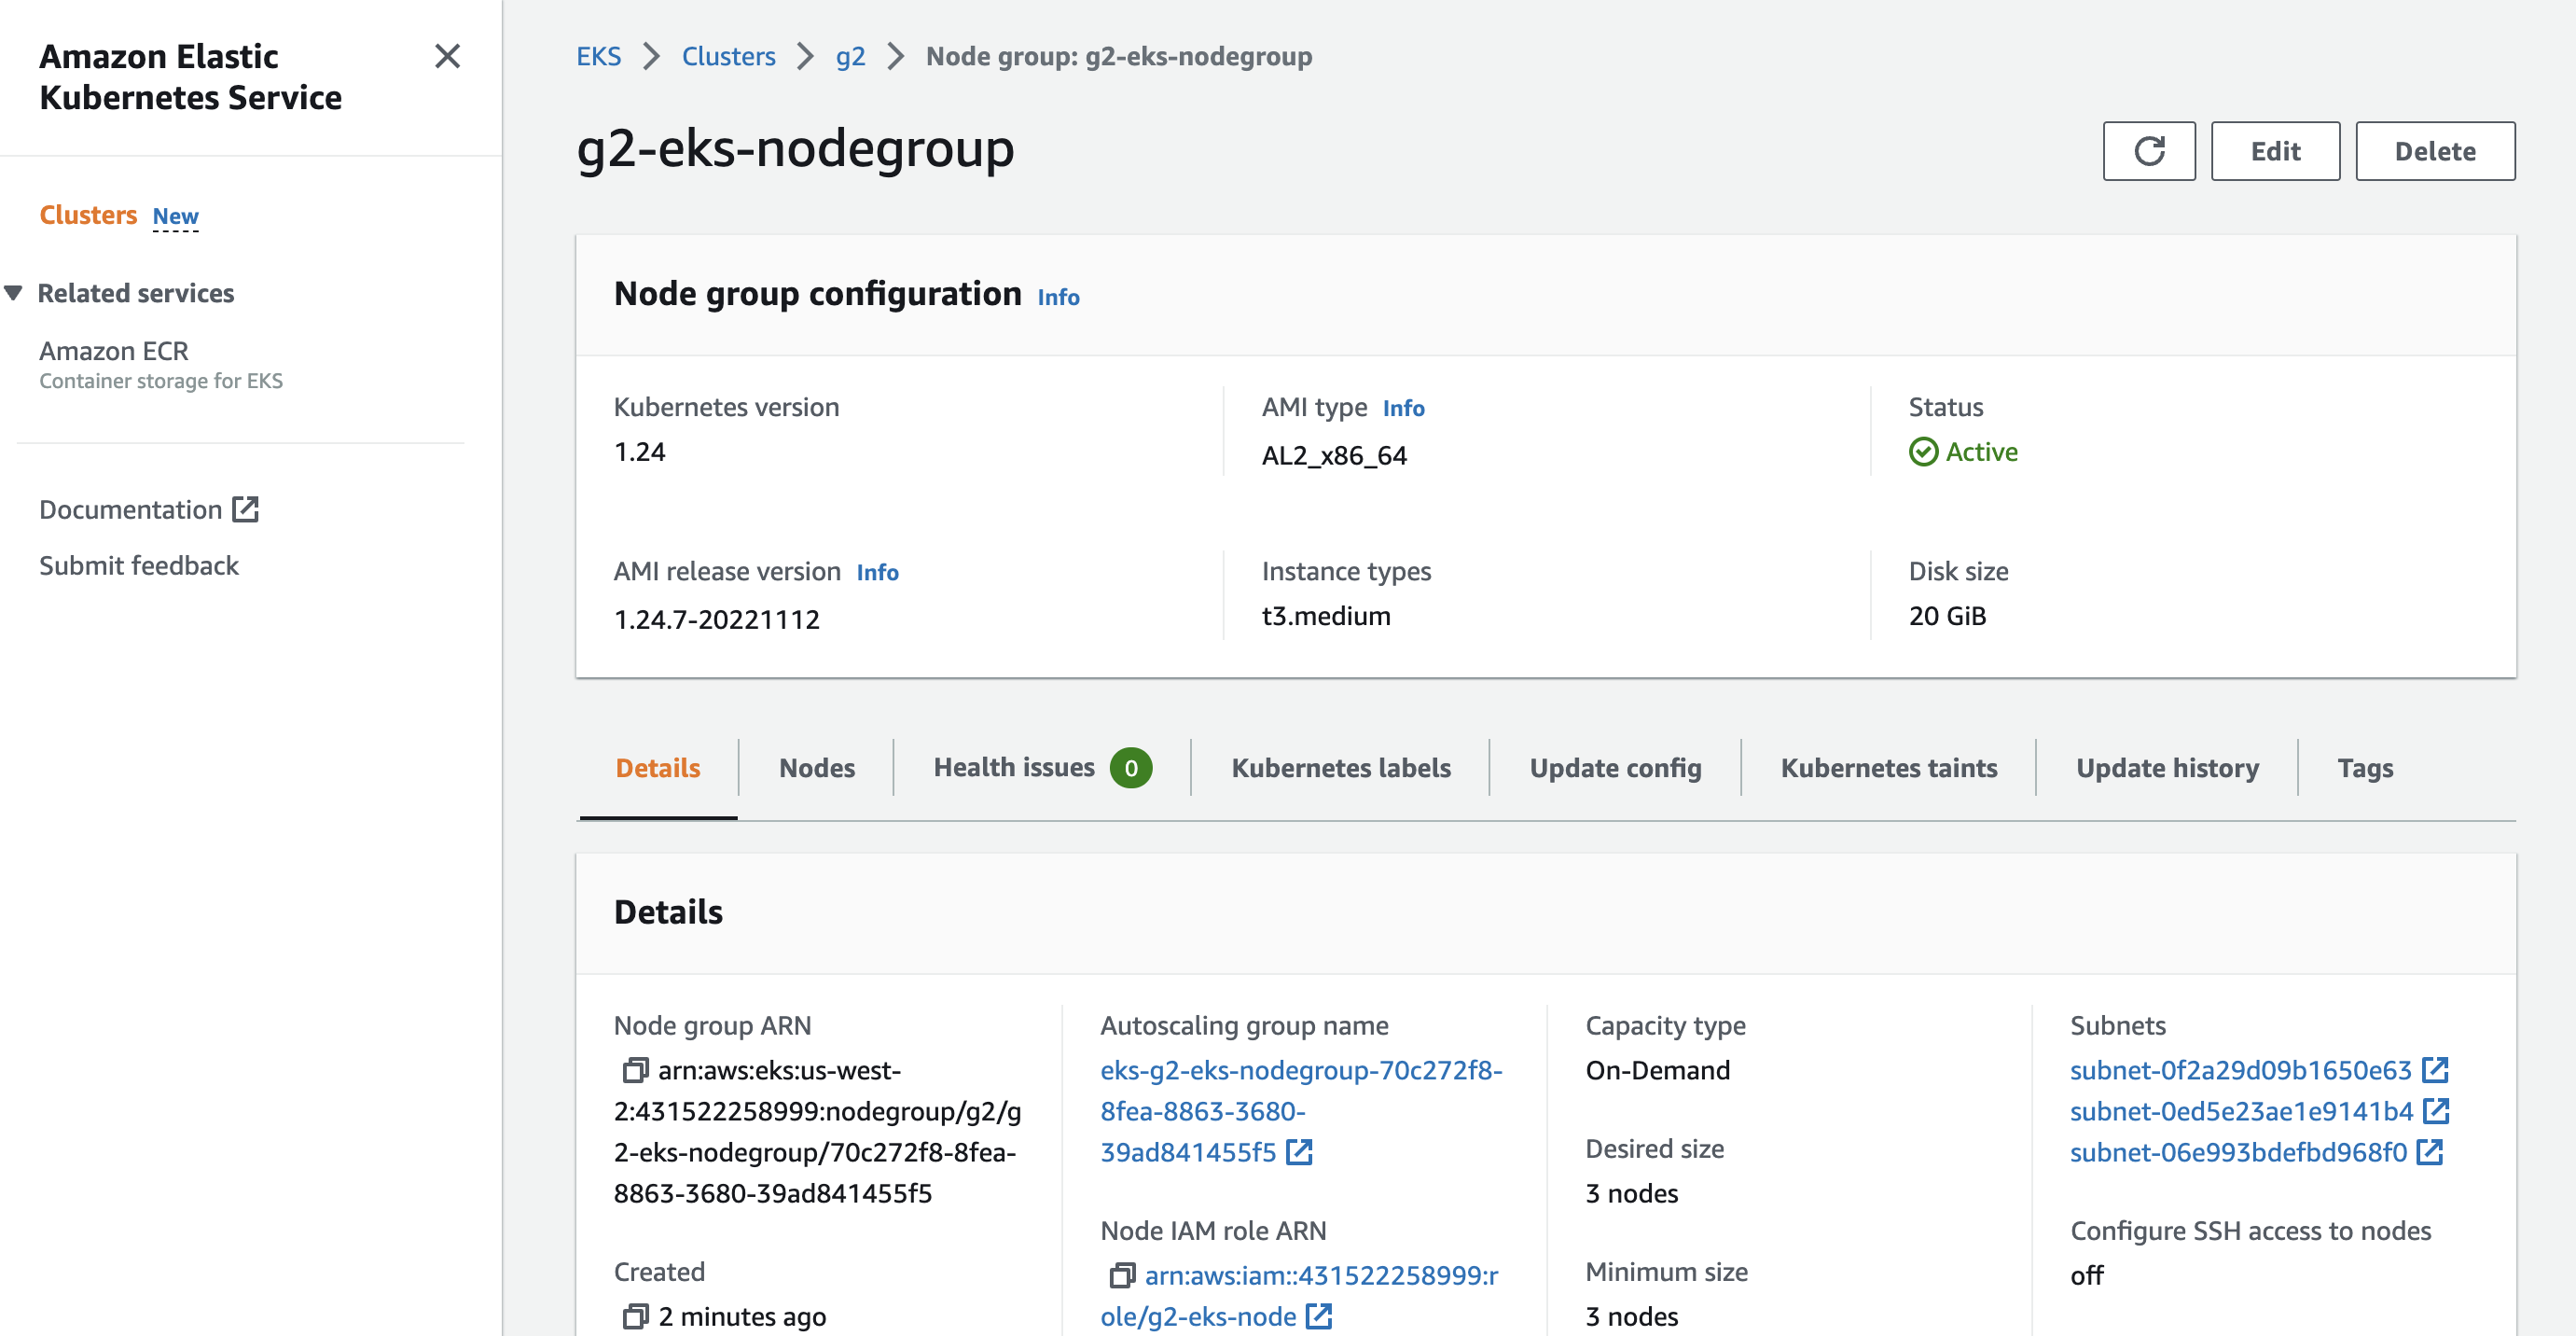 Amazon Elastic
Kubernetes Service
Clusters New
Related services
Amazon ECR
Container storage for EKS
Documentation
Submit feedback
EKS Clusters g2 Node group: g2-eks-nodegroup
g2-eks-nodegroup
Edit Delete
Node group configuration Info
Kubernetes version
1.24
AMI type Info
AL2_x86_64
Status
Active
AMI release version Info
1.24.7-20221112
Instance types
t3.medium
Disk size
20 GiB
Details Nodes Health issues 0 Kubernetes labels Update config Kubernetes taints Update history Tags
Details
Node group ARN
arn:aws:eks:us-west-
2:431522258999:nodegroup/g2/g
2-eks-nodegroup/70c272f8-8fea-
8863-3680-39ad841455f5
Created
2 minutes ago
Autoscaling group name
eks-g2-eks-nodegroup-70c272f8-
8fea-8863-3680-
39ad841455f5
Node IAM role ARN
arn:aws:iam::431522258999:r
ole/g2-eks-node
Capacity type
On-Demand
Desired size
3 nodes
Minimum size
3 nodes
Subnets
subnet-0f2a29d09b1650e63
subnet-0ed5e23ae1e9141b4
subnet-06e993bdefbd968f0
Configure SSH access to nodes
off